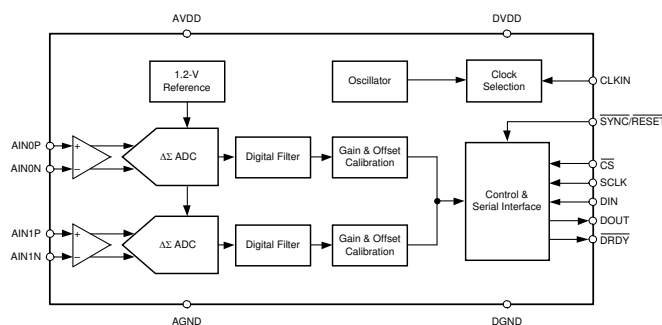 AVDD
DVDD
1.2-V
Reference
Oscillator
Clock
Selection
CLKIN
SYNC/RESET
AIN0P
AIN0N
+
−
ΔΣ ADC
Digital Filter
Gain & Offset
Calibration
Control &
Serial Interface
CS
SCLK
DIN
DOUT
DRDY
AIN1P
AIN1N
+
−
ΔΣ ADC
Digital Filter
Gain & Offset
Calibration
AGND
DGND